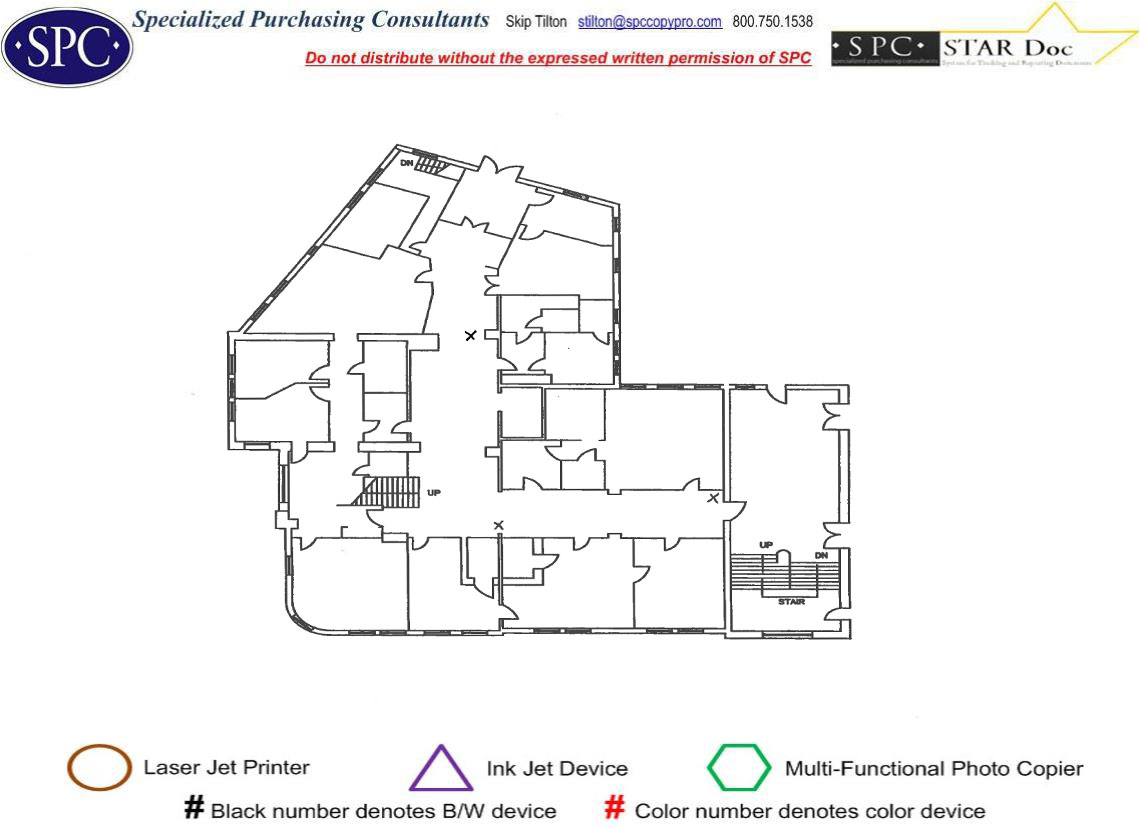 Specialized Purchasing Consultants Skip Tilton stilton@spccopypro.com 800.750.1538
·SPC·
Do not distribute without the expressed written permission of SPC
·SPC· STAR Doc
specialized purchasing consultants System for Tracking and Reporting Documents
DN
UP
UP
DN
STAIR
Laser Jet Printer
Ink Jet Device
Multi-Functional Photo Copier
# Black number denotes B/W device
# Color number denotes color device